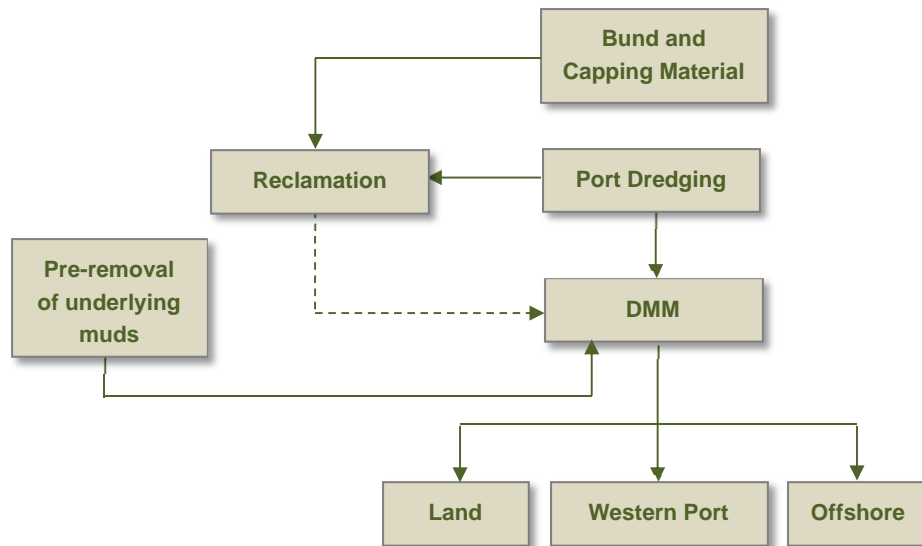 Bund and
Capping Material
Reclamation
Port Dredging
Pre-removal
of underlying
muds
DMM
Land
Western Port
Offshore